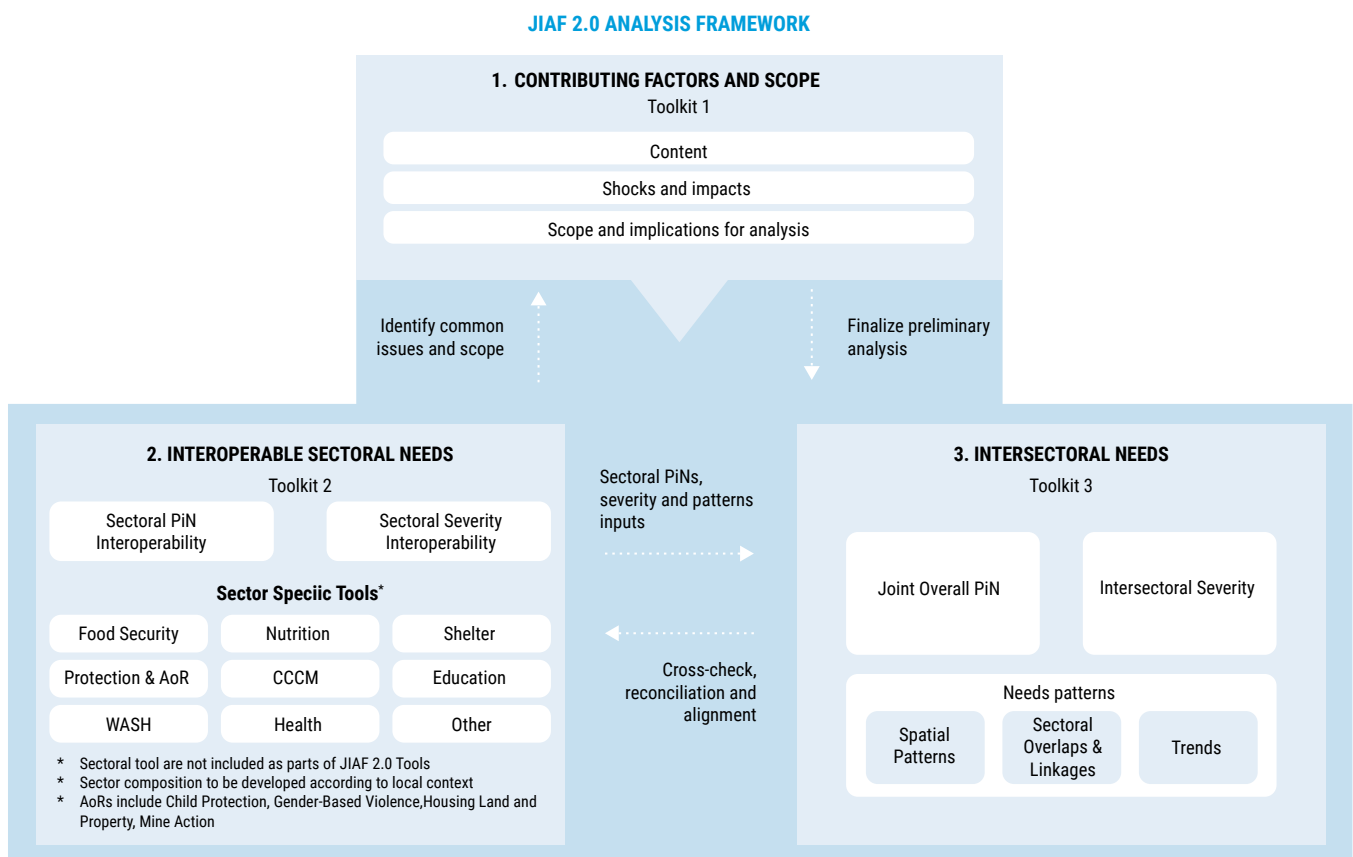 JIAF 2.0 ANALYSIS FRAMEWORK
1. CONTRIBUTING FACTORS AND SCOPE
Toolkit 1
Content
Shocks and impacts
Scope and implications for analysis
Identify common
issues and scope
Finalize preliminary
analysis
2. INTEROPERABLE SECTORAL NEEDS
Toolkit 2
Sectoral PiN
Interoperability
Sectoral Severity
Interoperability
Sector Speciic Tools*
Food Security
Nutrition
Shelter
Protection & AoR
CCCM
Education
WASH
Health
Other
* Sectoral tool are not included as parts of JIAF 2.0 Tools
* Sector composition to be developed according to local context
* AoRs include Child Protection, Gender-Based Violence,Housing Land and
Property, Mine Action
Sectoral PiNs,
severity and patterns
inputs
Cross-check,
reconciliation and
alignment
3. INTERSECTORAL NEEDS
Toolkit 3
Joint Overall PiN
Intersectoral Severity
Needs patterns
Spatial
Patterns
Sectoral
Overlaps &
Linkages
Trends